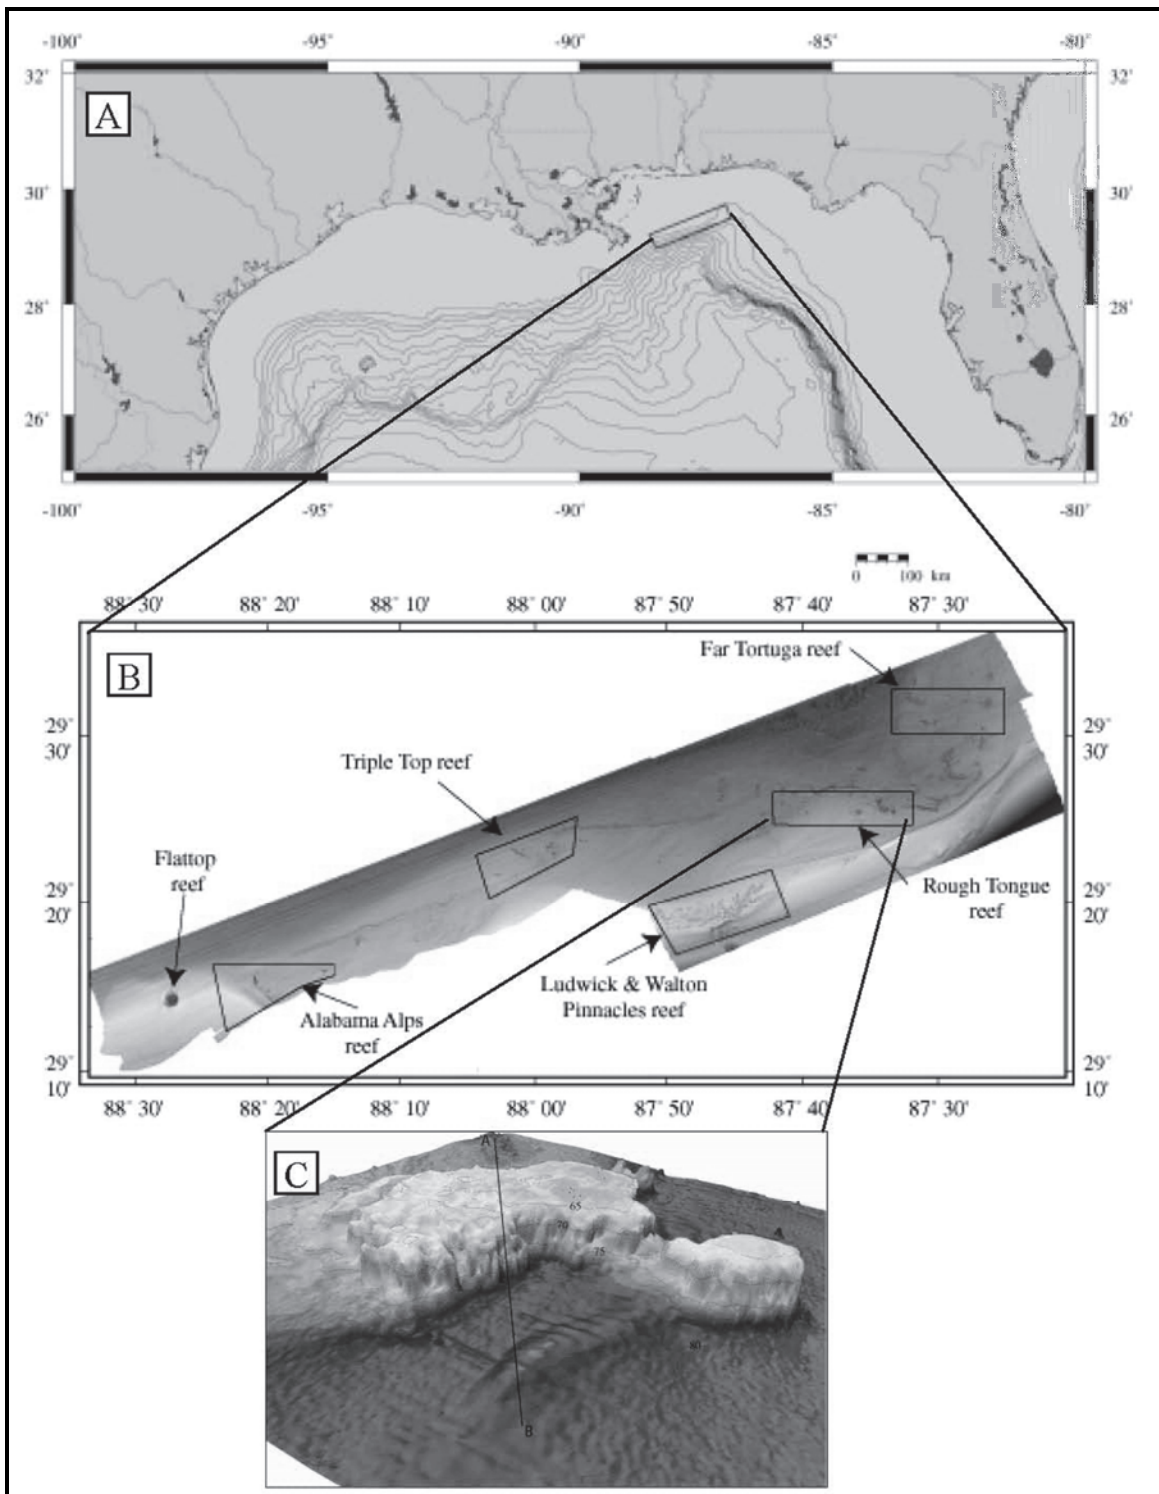 -100° -95° -90° -85° -80°
32° 32°
A
30° 30°
28° 28°
26° 26°
-100° -95° -90° -85° -80°
0 100 km
88° 30' 88° 20' 88° 10' 88° 00' 87° 50' 87° 40' 87° 30'
B
Far Tortuga reef
29° 30' 29° 30'
Triple Top reef
Flattop
reef
Rough Tongue
reef
29° 20' 29° 20'
Ludwick & Walton
Pinnacles reef
Alabama Alps
reef
29° 10' 29° 10'
88° 30' 88° 20' 88° 10' 88° 00' 87° 50' 87° 40' 87° 30'
C
A
65
70
75
A
80
B